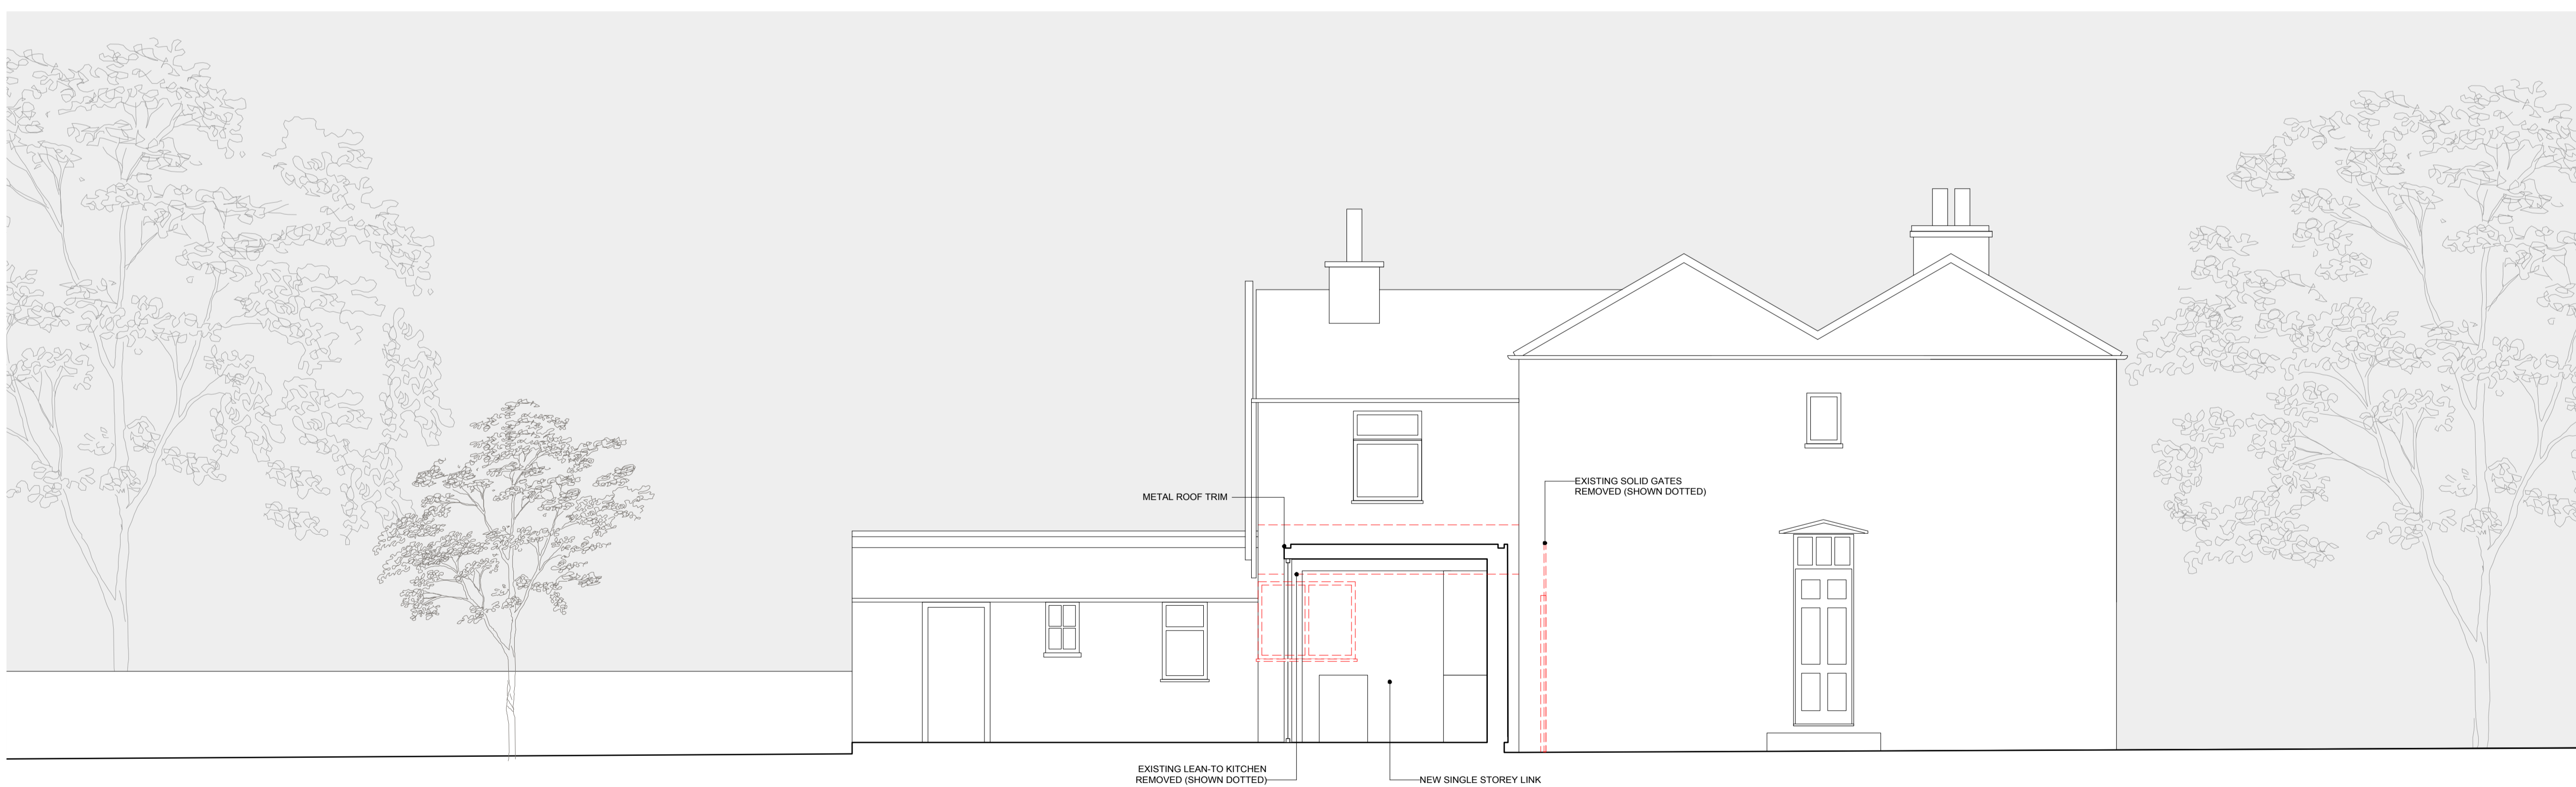 EXISTING SOLID GATES
REMOVED (SHOWN DOTTED)
METAL ROOF TRIM
EXISTING LEAN-TO KITCHEN
REMOVED (SHOWN DOTTED)
NEW SINGLE STOREY LINK